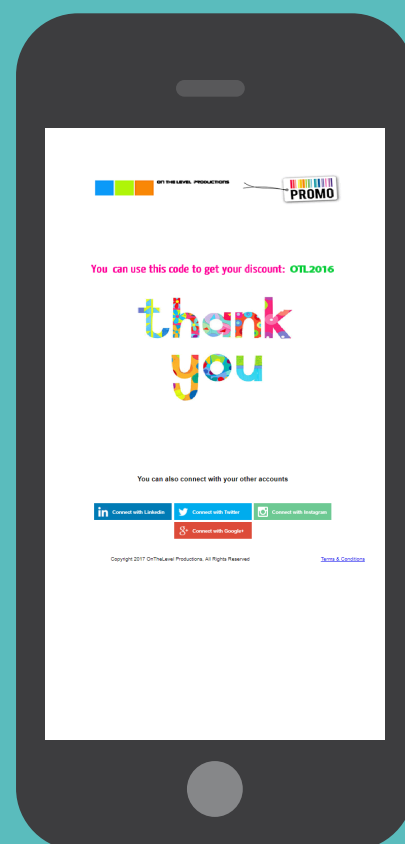 ON THE LEVEL PRODUCTIONS
PROMO
You can use this code to get your discount: OTL2016
thank
you
You can also connect with your other accounts
in Connect with Linkedin
Connect with Twitter
Connect with Instagram
g+ Connect with Google+
Copyright 2017 OnTheLevel Productions, All Rights Reserved
Terms & Conditions